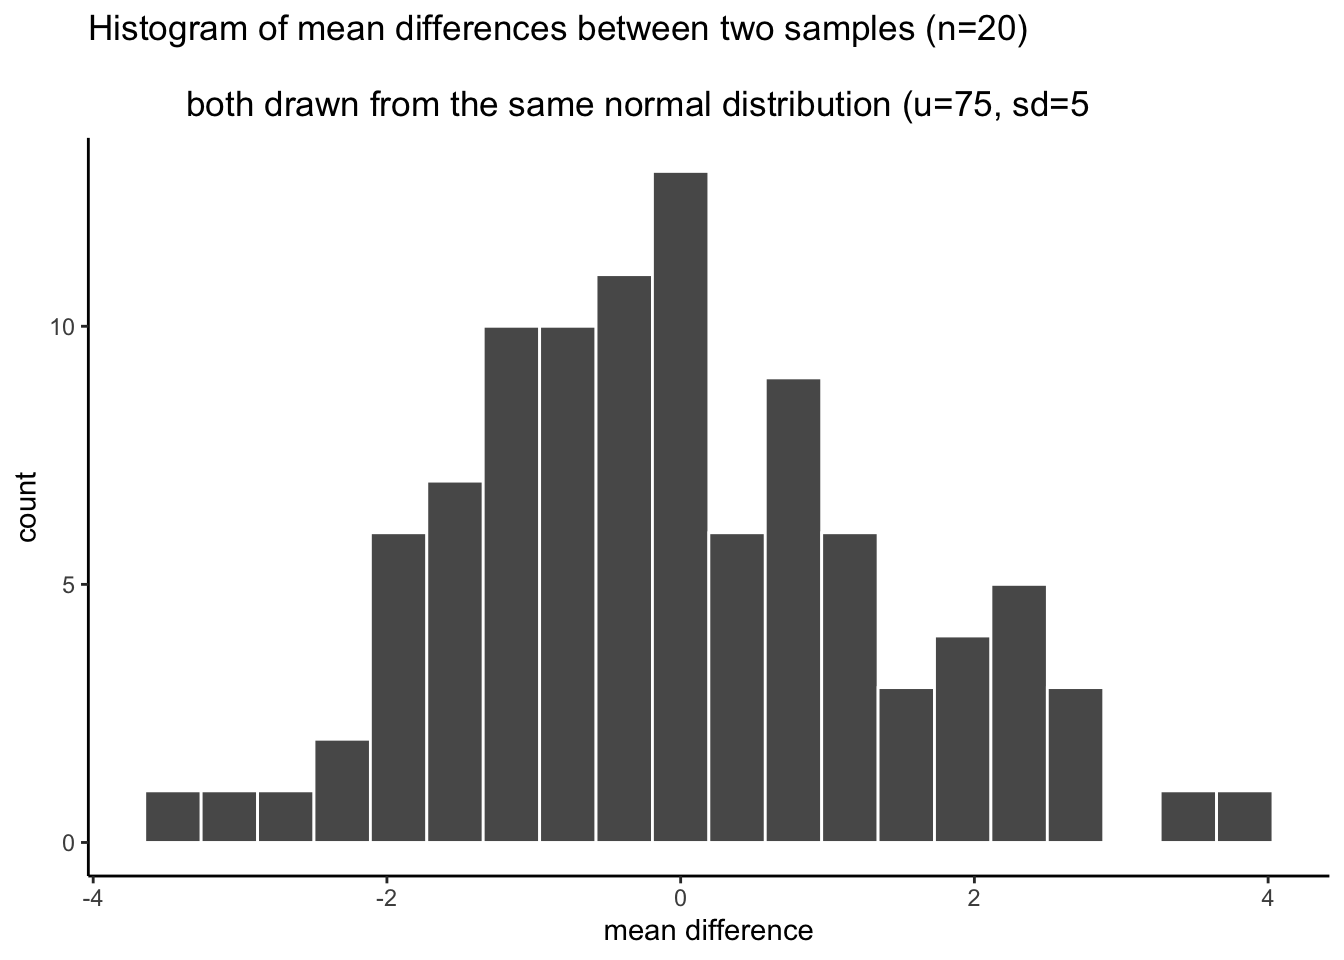 Histogram of mean differences between two samples (n=20)
both drawn from the same normal distribution (u=75, sd=5
count
10
5
0
-4
-2
0
2
4
mean difference